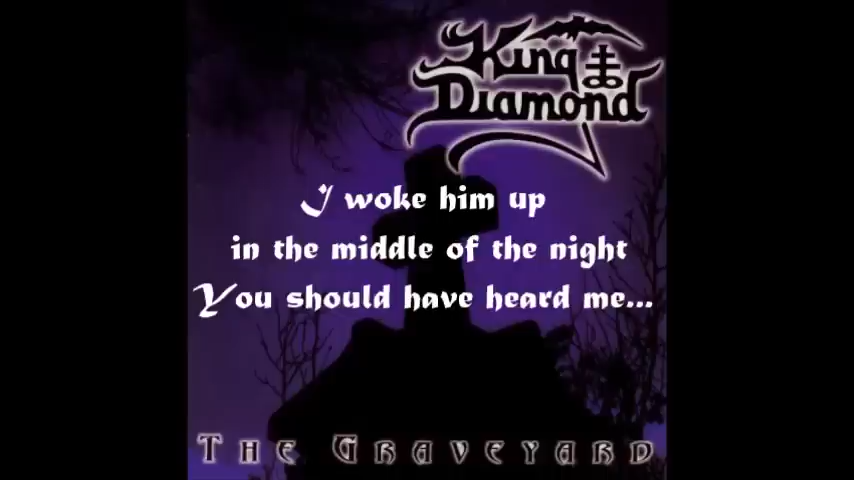 King
Diamond
I woke him up
in the middle of the night
You should have heard me...
The Graveyard